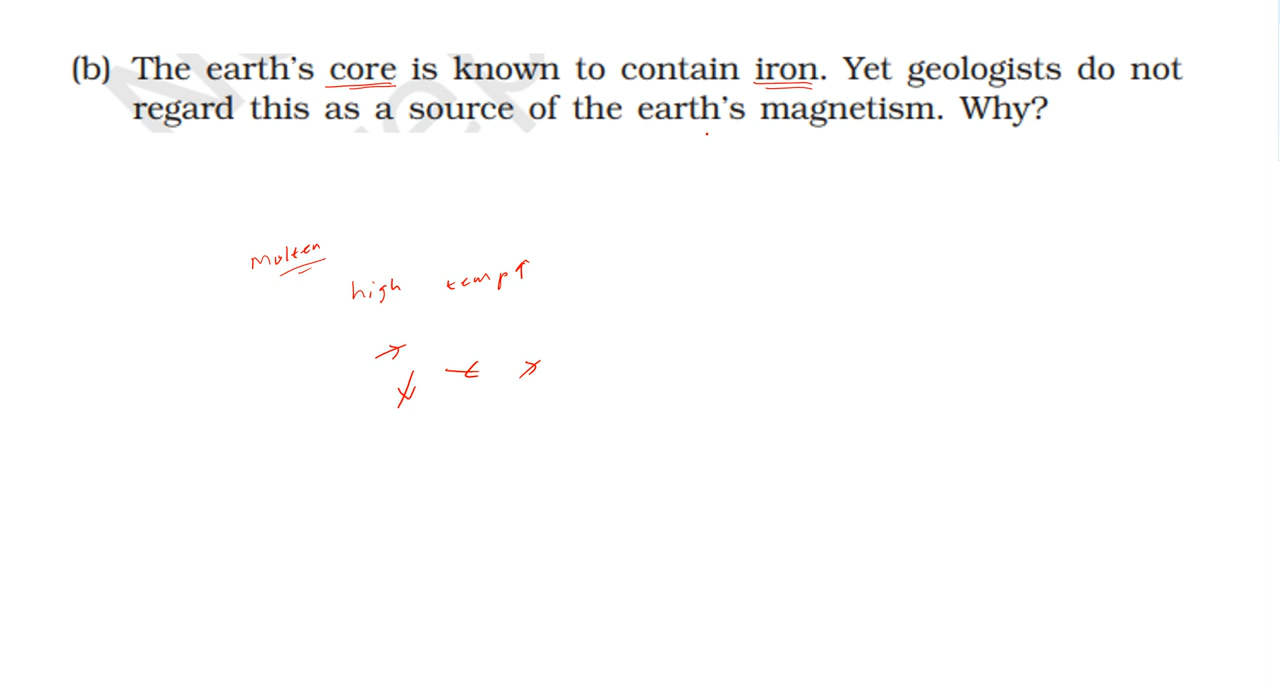 (b) The earth's core is known to contain iron. Yet geologists do not
regard this as a source of the earth's magnetism. Why?
Molten
high temp↑